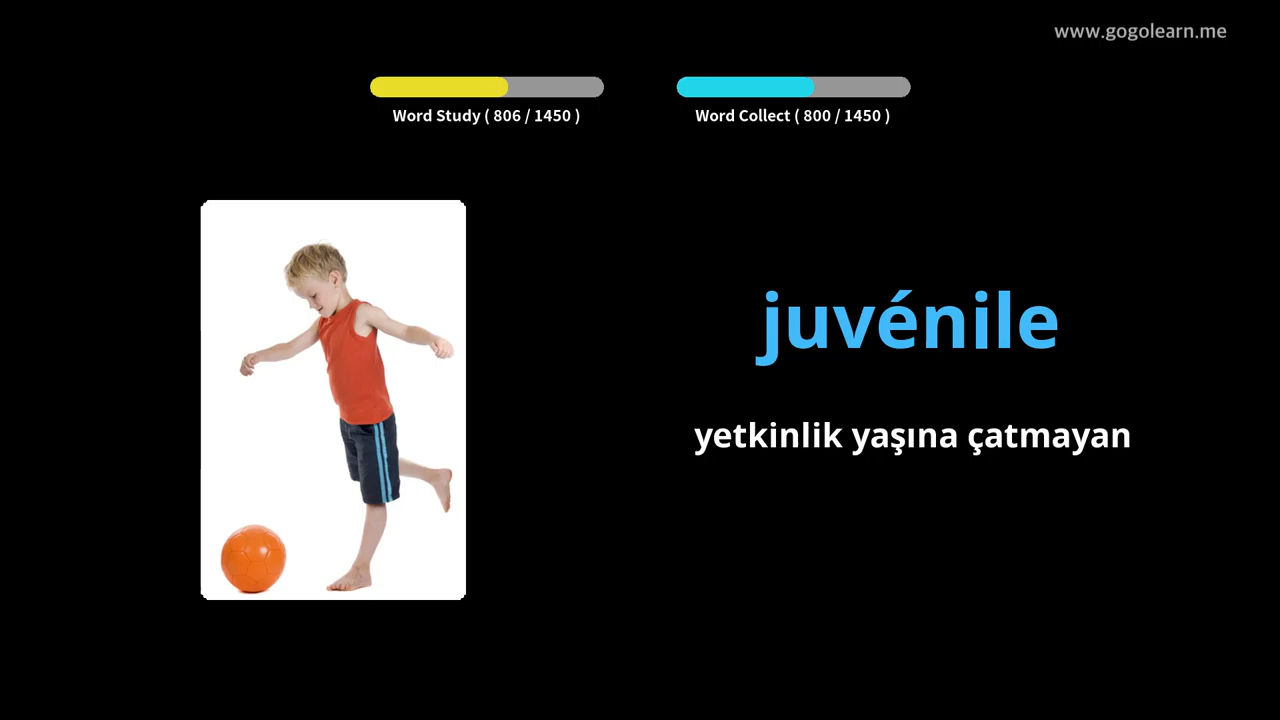 www.gogolearn.me
Word Study ( 806 / 1450 )
Word Collect ( 800 / 1450 )
juvénile
yetkinlik yaşına çatmayan